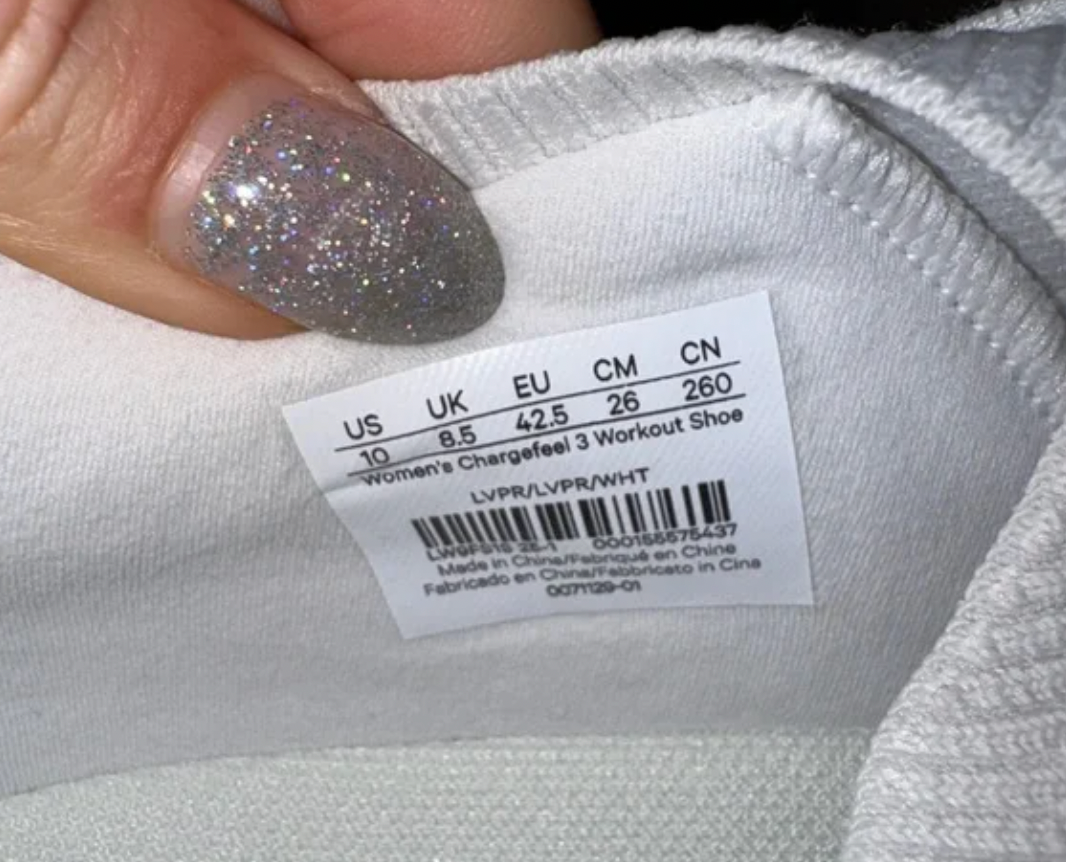 US UK EU CM CN
10 8.5 42.5 26 260
Women's Chargefeel 3 Workout Shoe
LVPR/LVPR/WHT
000155575437
Made in China/Fabriqué en Chine
Fabricado en China/Fabbricato in Cina
0071129-01